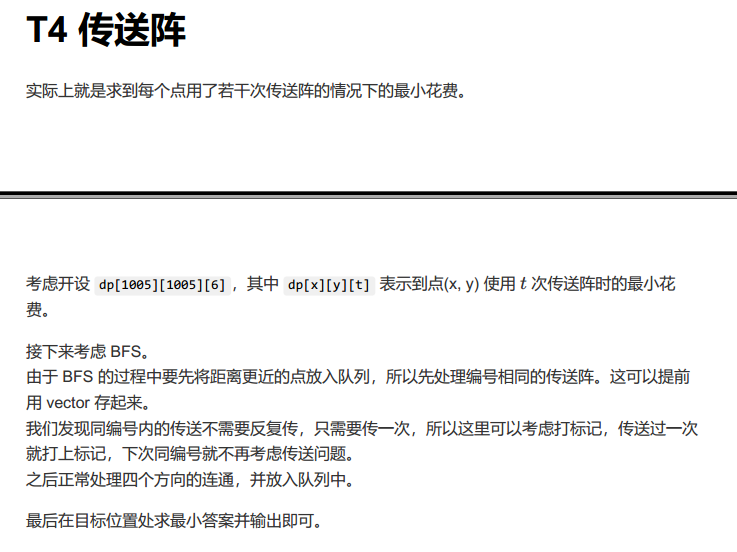 T4 传送阵
实际上就是求到每个点用了若干次传送阵的情况下的最小花费。
考虑开设 dp[1005][1005][6]，其中 dp[x][y][t] 表示到点(x, y) 使用 t 次传送阵时的最小花
费。
接下来考虑 BFS。
由于 BFS 的过程中要先将距离更近的点放入队列，所以先处理编号相同的传送阵。这可以提前
用 vector 存起来。
我们发现同编号内的传送不需要反复传，只需要传一次，所以这里可以考虑打标记，传送过一次
就打上标记，下次同编号就不再考虑传送问题。
之后正常处理四个方向的连通，并放入队列中。
最后在目标位置处求最小答案并输出即可。